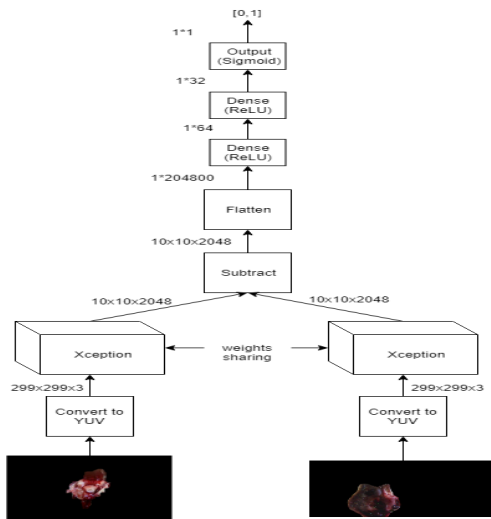 [0,1]
1*1
Output
(Sigmoid)
1*32
Dense
(ReLU)
1*64
Dense
(ReLU)
1*204800
Flatten
10x10x2048
Subtract
10x10x2048
10x10x2048
Xception
weights
sharing
Xception
299x299x3
299x299x3
Convert to
YUV
Convert to
YUV